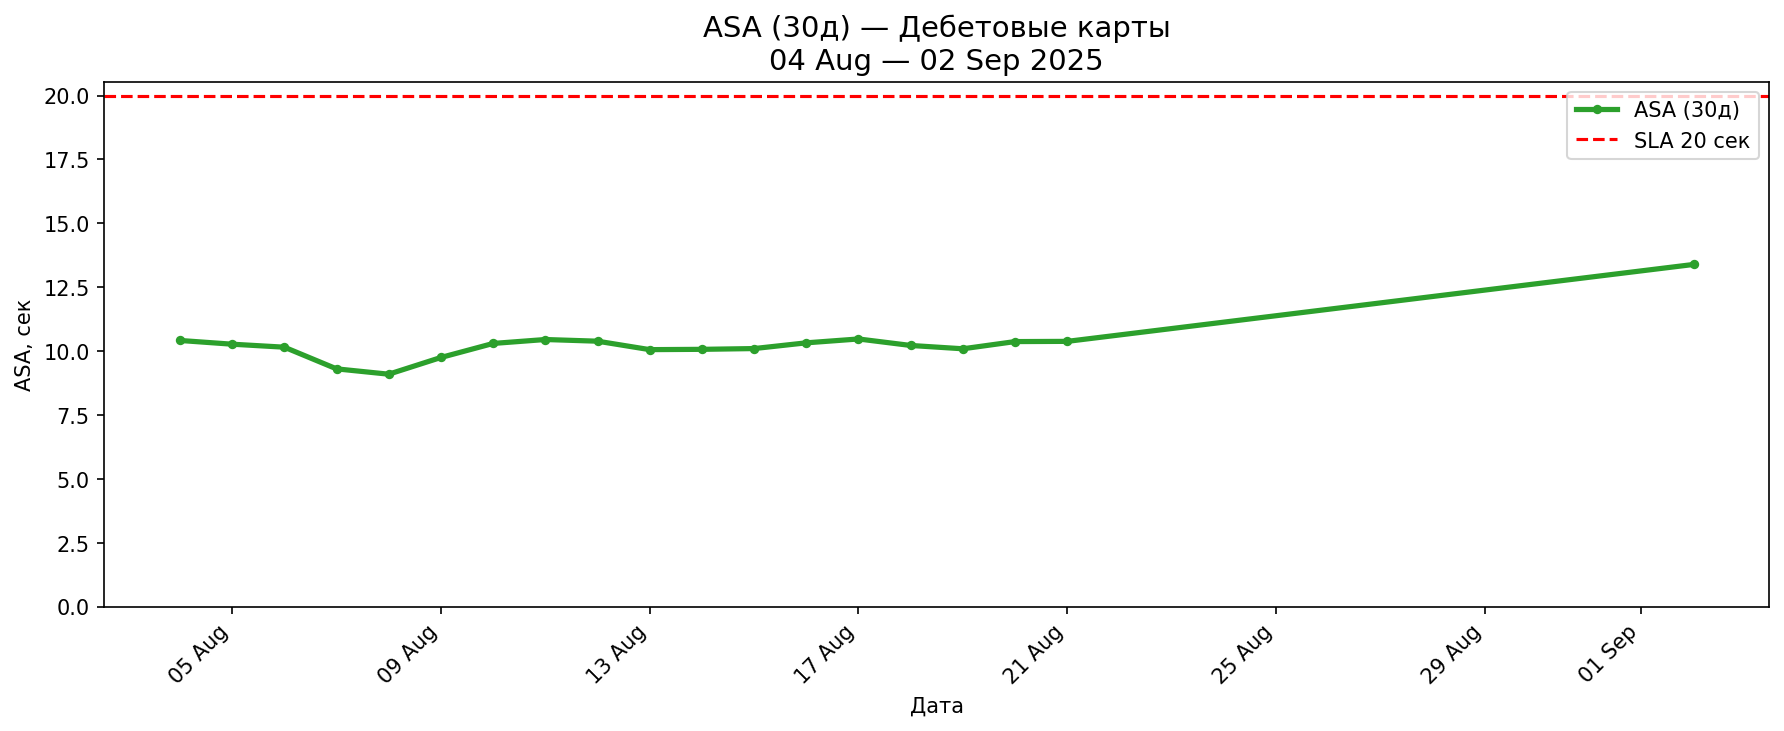 ASA (30д) — Дебетовые карты
04 Aug — 02 Sep 2025
ASA, сек
20.0
17.5
15.0
12.5
10.0
7.5
5.0
2.5
0.0
ASA (30д)
SLA 20 сек
05 Aug
09 Aug
13 Aug
17 Aug
21 Aug
25 Aug
29 Aug
01 Sep
Дата